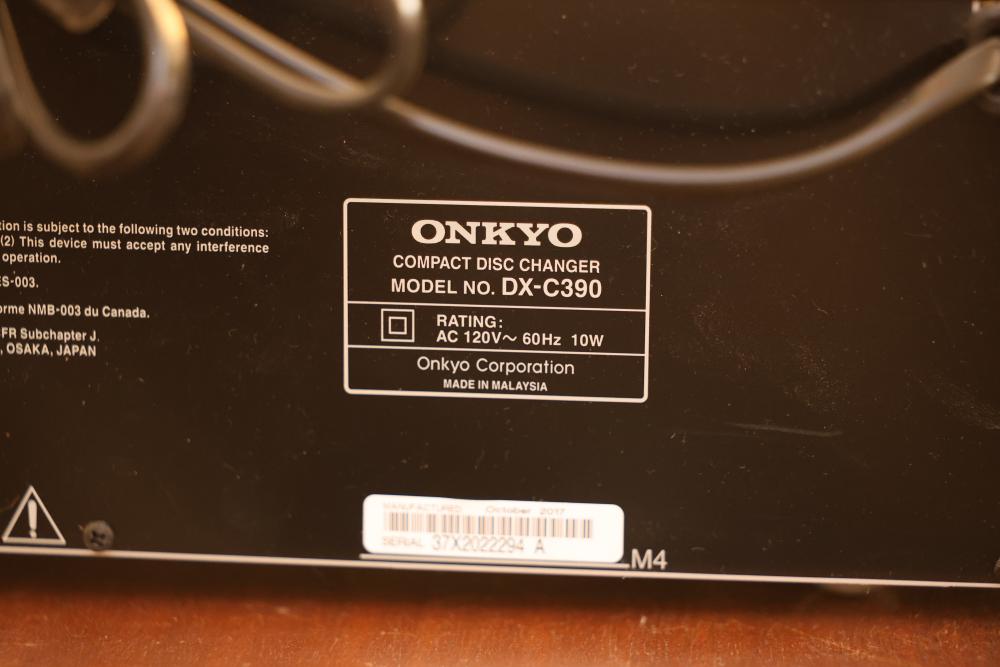 tion is subject to the following two conditions:
(2) This device must accept any interference
operation.
ES-003.
orme NMB-003 du Canada.
FR Subchapter J.
, OSAKA, JAPAN
ONKYO
COMPACT DISC CHANGER
MODEL NO. DX-C390
RATING:
AC 120V~ 60Hz 10W
Onkyo Corporation
MADE IN MALAYSIA
MANUFACTURED: October 2017
SERIAL 37X2022294 A
M4